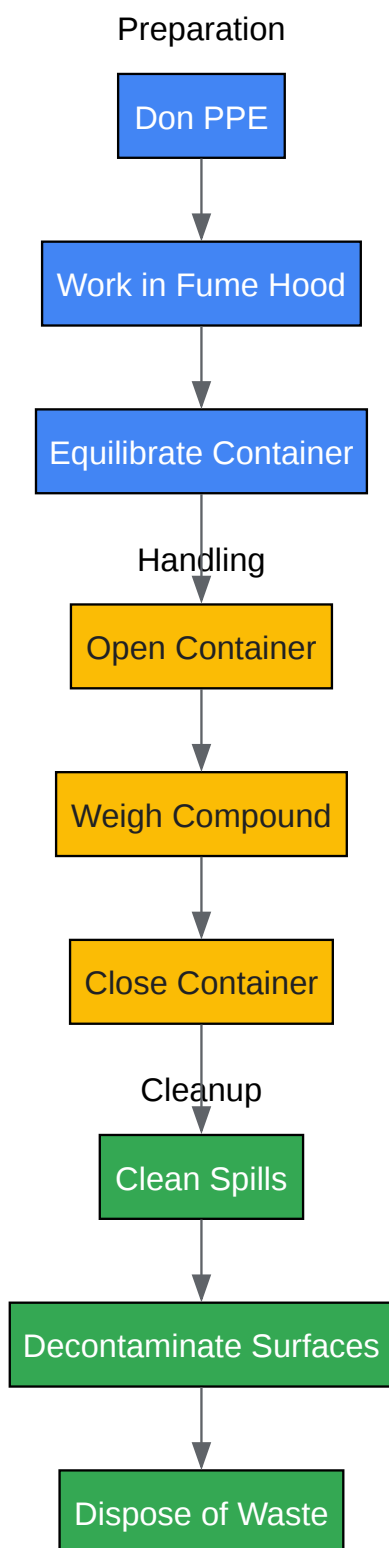 Preparation
Don PPE
Work in Fume Hood
Equilibrate Container
Handling
Open Container
Weigh Compound
Close Container
Cleanup
Clean Spills
Decontaminate Surfaces
Dispose of Waste